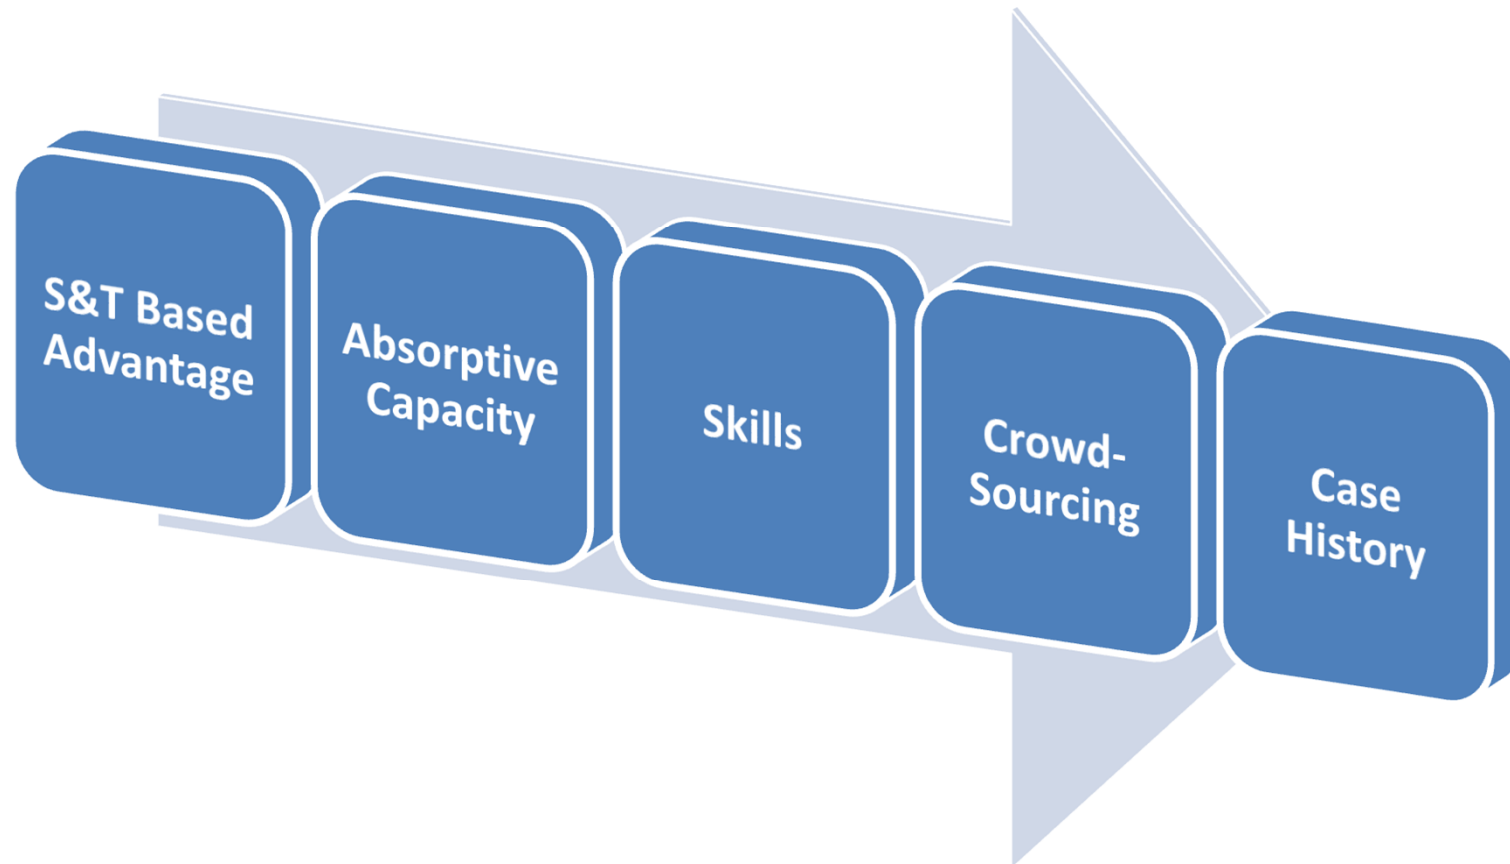 S&T Based
Advantage
Absorptive
Capacity
Skills
Crowd-
Sourcing
Case
History